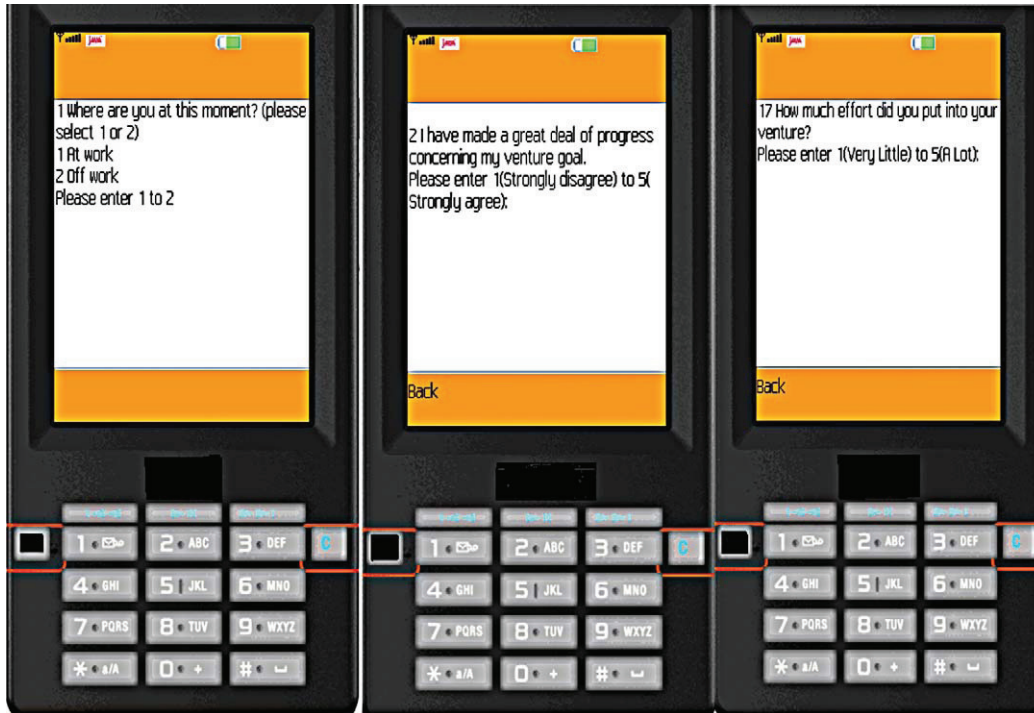 Java
1 Where are you at this moment? (please
select 1 or 2)
1 At work
2 Off work
Please enter 1 to 2
1
2 ABC
3 DEF
C
4 GHI
5 JKL
6 MNO
7 PQRS
8 TUV
9 WXYZ
* a/A
0 +
#
Java
2 I have made a great deal of progress
concerning my venture goal.
Please enter 1(Strongly disagree) to 5(
Strongly agree):
Back
1
2 ABC
3 DEF
C
4 GHI
5 JKL
6 MNO
7 PQRS
8 TUV
9 WXYZ
* a/A
0 +
#
Java
17 How much effort did you put into your
venture?
Please enter 1(Very Little) to 5(A Lot):
Back
1
2 ABC
3 DEF
C
4 GHI
5 JKL
6 MNO
7 PQRS
8 TUV
9 WXYZ
* a/A
0 +
#